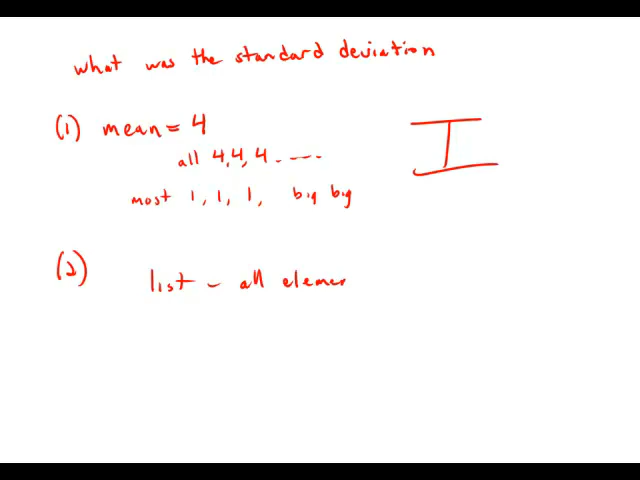 what was the standard deviation
(1) mean = 4
all 4, 4, 4 . ....
most 1, 1, 1, big big
I
(2)
list - all elemen